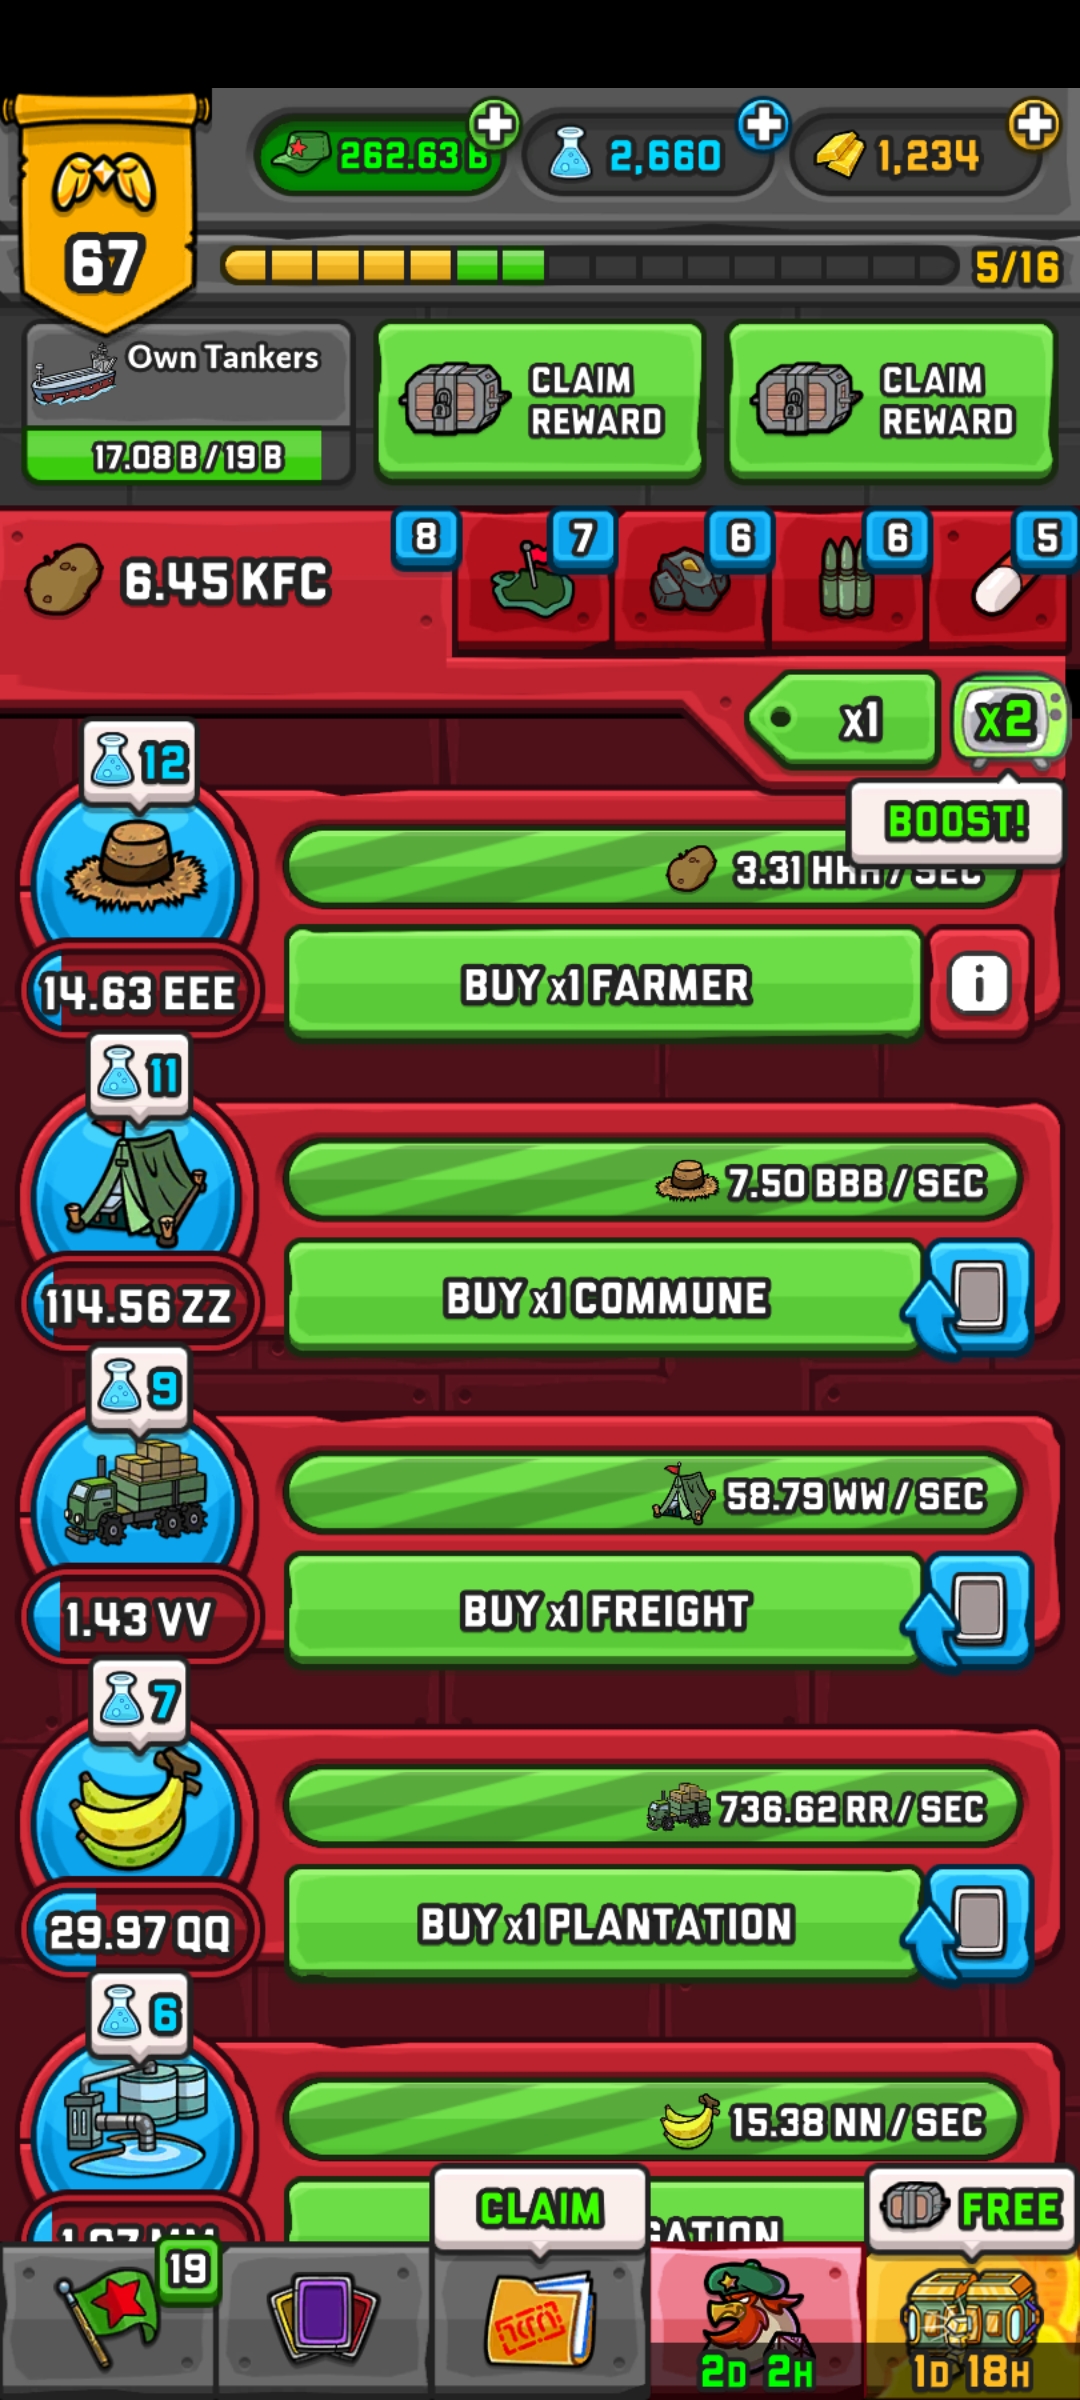 262.63 B
2,660
1,234
67
5/16
Own Tankers
17.08 B / 19 B
CLAIM
REWARD
CLAIM
REWARD
6.45 KFC
8
7
6
6
5
x1
x2
BOOST!
12
3.31 HHH / SEC
14.63 EEE
BUY x1 FARMER
i
11
7.50 BBB / SEC
114.56 ZZ
BUY x1 COMMUNE
9
58.79 WW / SEC
1.43 VV
BUY x1 FREIGHT
7
736.62 RR / SEC
29.97 QQ
BUY x1 PLANTATION
6
15.38 NN / SEC
CLAIM
FREE
19
2D 2H
1D 18H